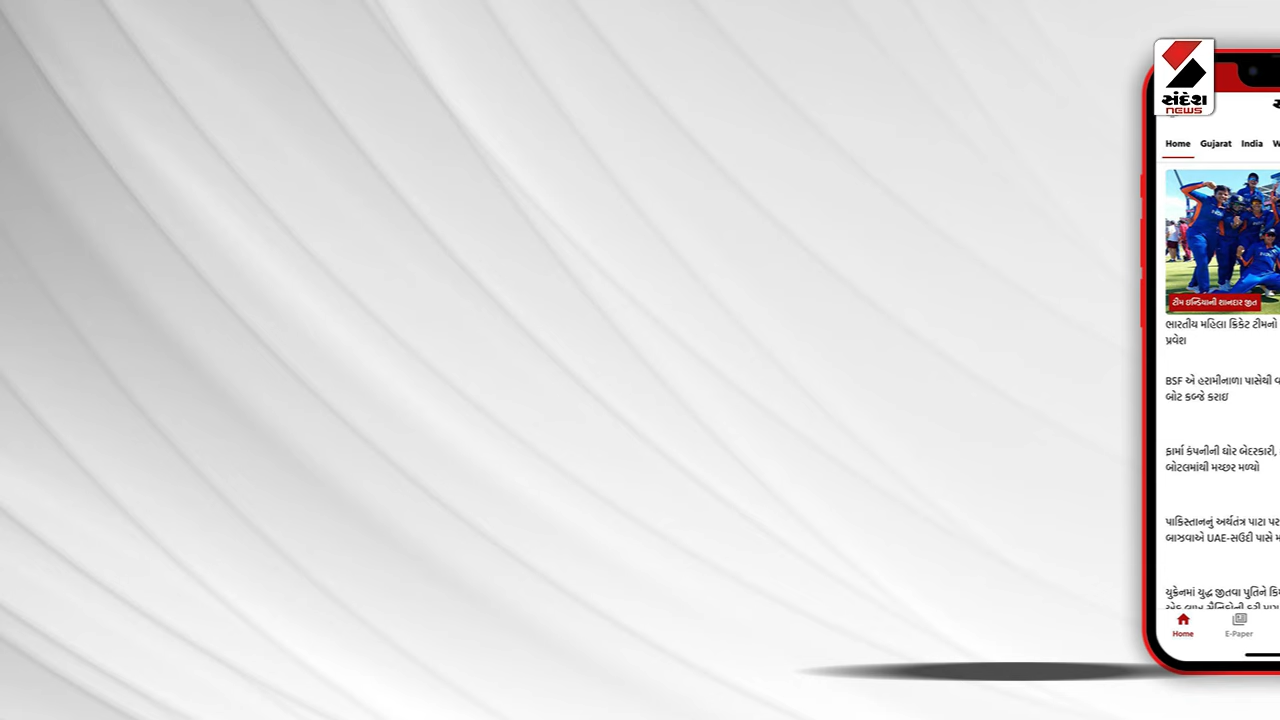 સંદેશ
NEWS
Home Gujarat India
ટીમ ઇન્ડિયાની શાનદાર જીત
ભારતીય મહિલા ક્રિકેટ ટીમનો
પ્રવેશ
BSF એ હરામીનાળા પાસેથી
બોટ કબ્જે કરાઇ
ફાર્મા કંપનીની ઘોર બેદરકારી,
બોટલમાંથી મચ્છર મળ્યો
પાકિસ્તાનનું અર્થતંત્ર પાટા પર
બાઝવાએ UAE-સઉદી પાસે
યુક્રેનમાં યુદ્ધ જીતવા પુતિને
Home E-Paper